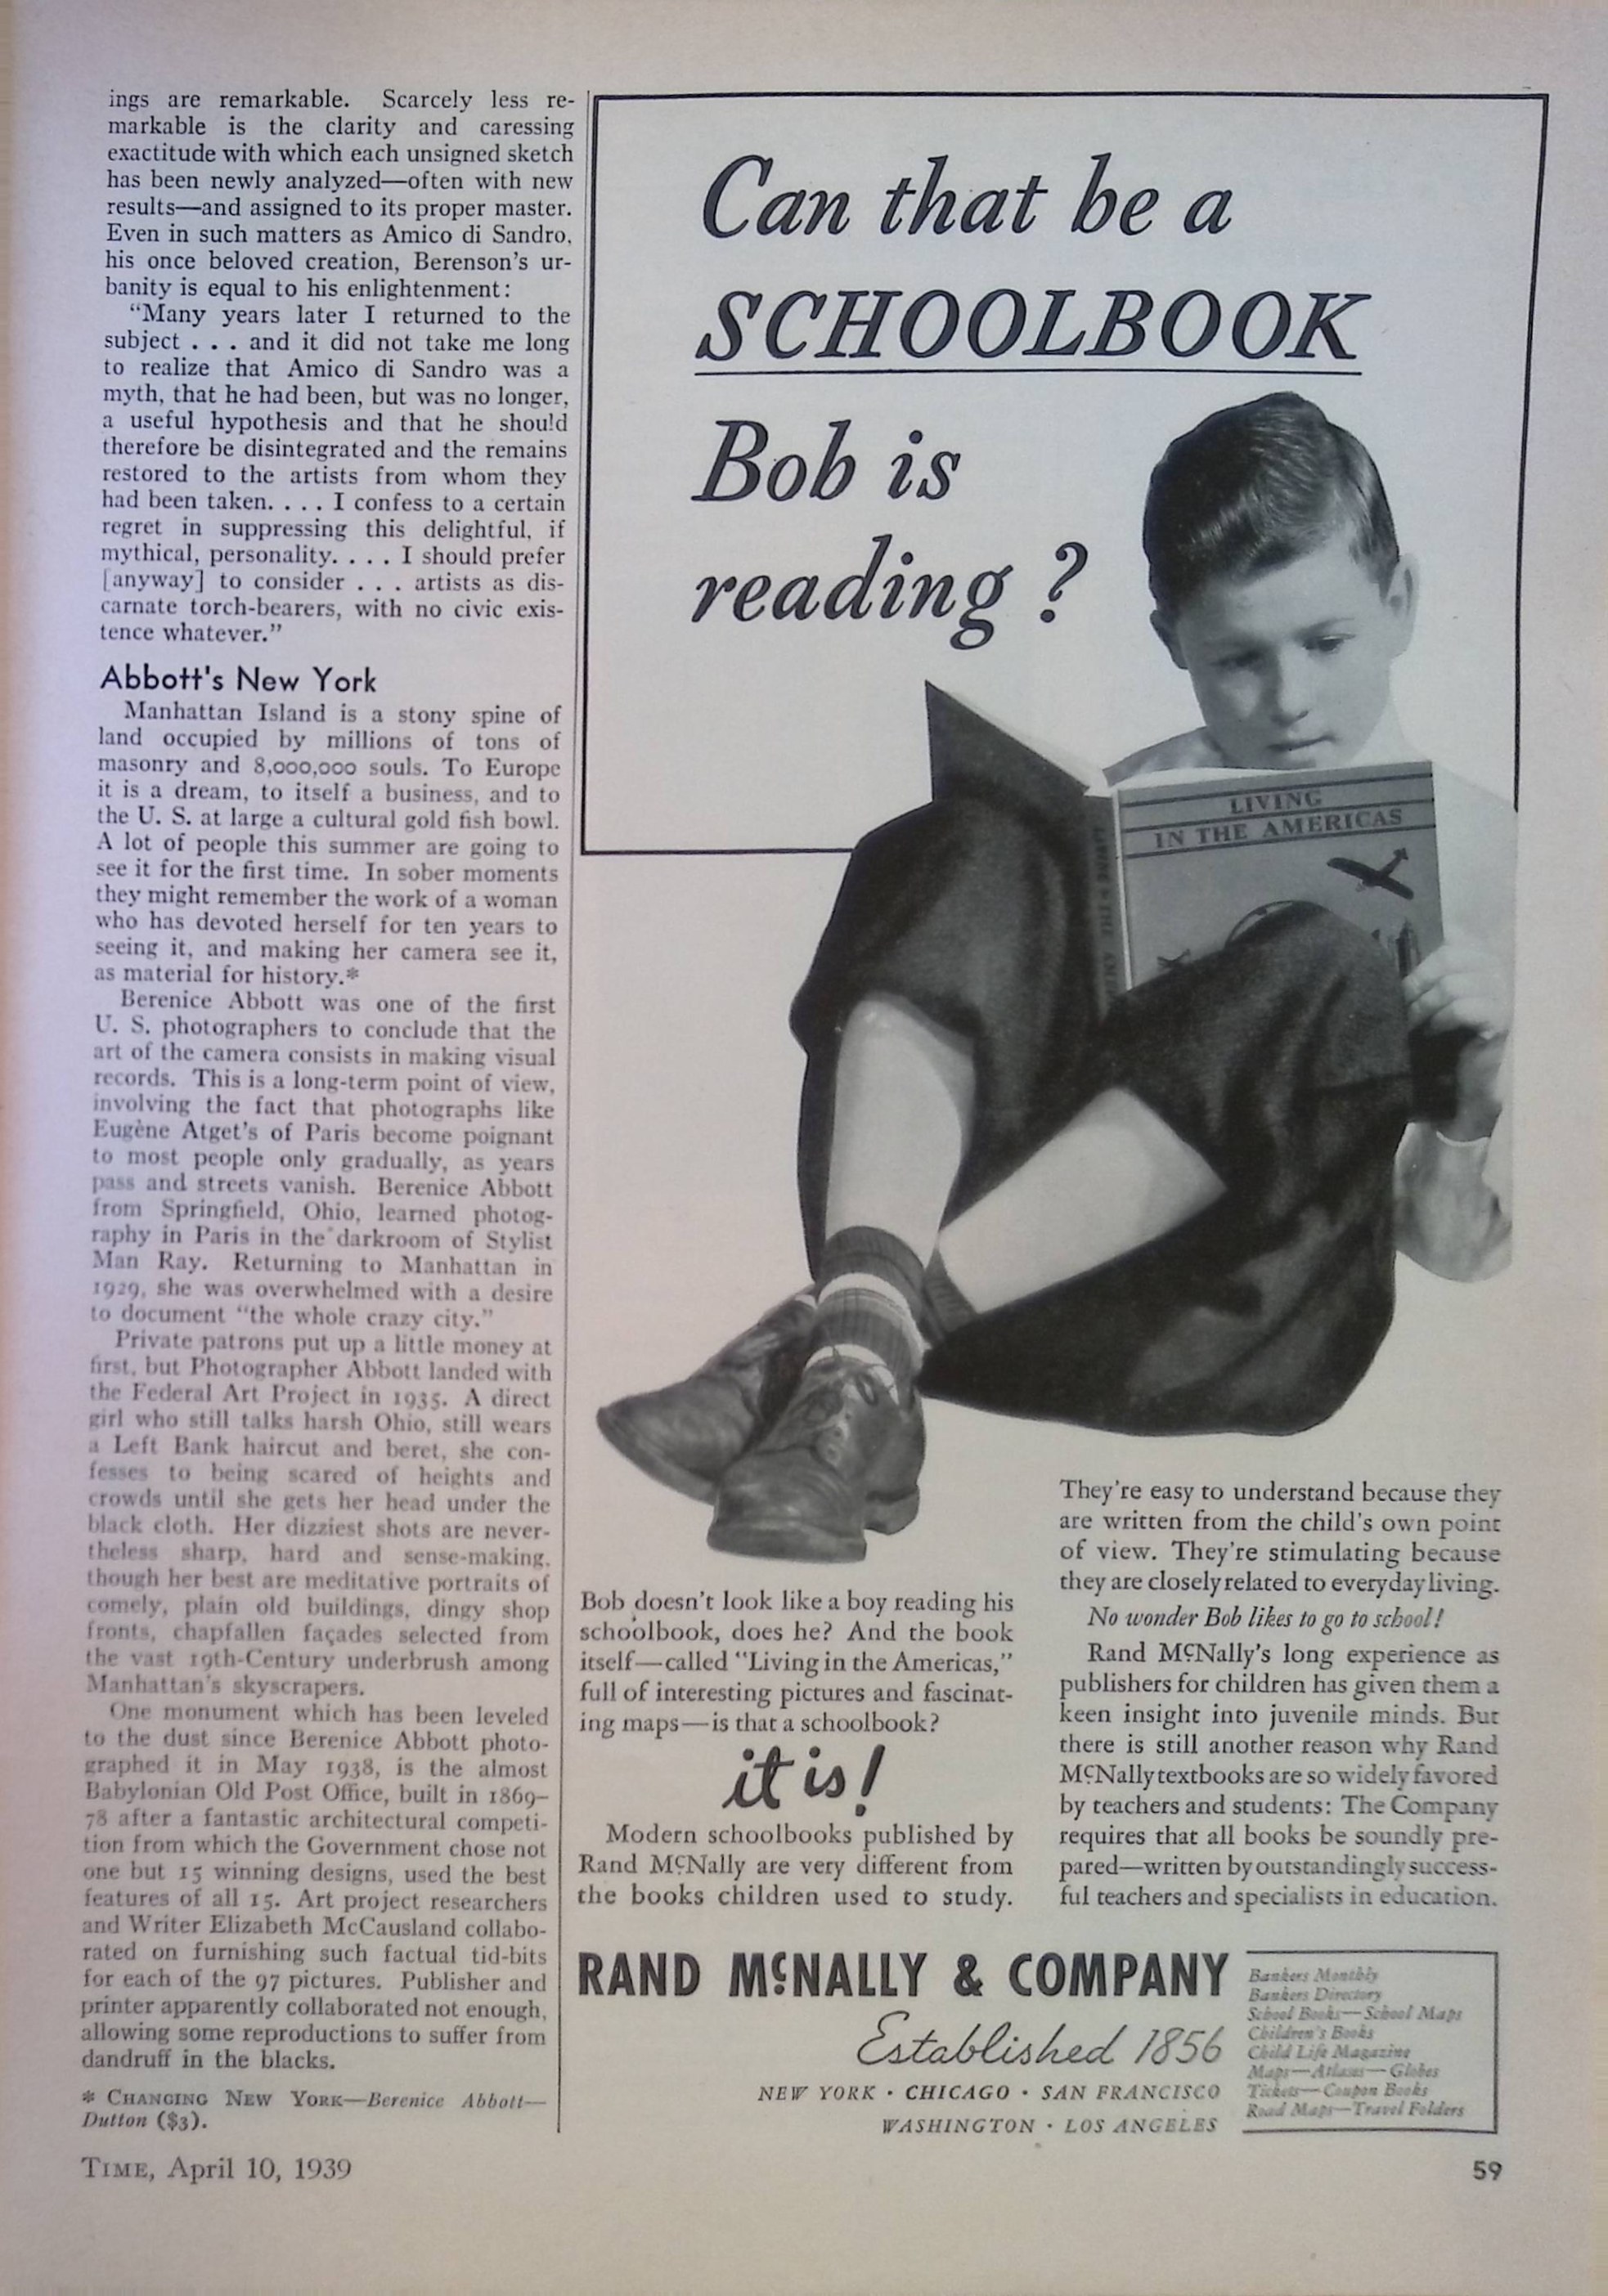 ings are remarkable. Scarcely less re-
markable is the clarity and caressing
exactitude with which each unsigned sketch
has been newly analyzed—often with new
results—and assigned to its proper master.
Even in such matters as Amico di Sandro,
his once beloved creation, Berenson's ur-
banity is equal to his enlightenment:
"Many years later I returned to the
subject . . . and it did not take me long
to realize that Amico di Sandro was a
myth, that he had been, but was no longer,
a useful hypothesis and that he should
therefore be disintegrated and the remains
restored to the artists from whom they
had been taken. . . . I confess to a certain
regret in suppressing this delightful, if
mythical, personality. . . . I should prefer
[anyway] to consider . . . artists as dis-
carnate torch-bearers, with no civic exis-
tence whatever."
Abbott's New York
Manhattan Island is a stony spine of
land occupied by millions of tons of
masonry and 8,000,000 souls. To Europe
it is a dream, to itself a business, and to
the U. S. at large a cultural gold fish bowl.
A lot of people this summer are going to
see it for the first time. In sober moments
they might remember the work of a woman
who has devoted herself for ten years to
seeing it, and making her camera see it,
as material for history.*
Berenice Abbott was one of the first
U. S. photographers to conclude that the
art of the camera consists in making visual
records. This is a long-term point of view,
involving the fact that photographs like
Eugène Atget's of Paris become poignant
to most people only gradually, as years
pass and streets vanish. Berenice Abbott
from Springfield, Ohio, learned photog-
raphy in Paris in the darkroom of Stylist
Man Ray. Returning to Manhattan in
1929, she was overwhelmed with a desire
to document "the whole crazy city."
Private patrons put up a little money at
first, but Photographer Abbott landed with
the Federal Art Project in 1935. A direct
girl who still talks harsh Ohio, still wears
a Left Bank haircut and beret, she con-
fesses to being scared of heights and
crowds until she gets her head under the
black cloth. Her dizziest shots are never-
theless sharp, hard and sense-making,
though her best are meditative portraits of
comely, plain old buildings, dingy shop
fronts, chapfallen façades selected from
the vast 19th-Century underbrush among
Manhattan's skyscrapers.
One monument which has been leveled
to the dust since Berenice Abbott photo-
graphed it in May 1938, is the almost
Babylonian Old Post Office, built in 1869-
78 after a fantastic architectural competi-
tion from which the Government chose not
one but 15 winning designs, used the best
features of all 15. Art project researchers
and Writer Elizabeth McCausland collabo-
rated on furnishing such factual tid-bits
for each of the 97 pictures. Publisher and
printer apparently collaborated not enough,
allowing some reproductions to suffer from
dandruff in the blacks.
* CHANGING NEW YORK—Berenice Abbott—
Dutton ($3).
Can that be a
SCHOOLBOOK
Bob is
reading ?
LIVING
IN THE AMERICAS
Bob doesn't look like a boy reading his
schoolbook, does he? And the book
itself—called "Living in the Americas,"
full of interesting pictures and fascinat-
ing maps—is that a schoolbook?
it is!
Modern schoolbooks published by
Rand McNally are very different from
the books children used to study.
They're easy to understand because they
are written from the child's own point
of view. They're stimulating because
they are closely related to everyday living.
No wonder Bob likes to go to school!
Rand McNally's long experience as
publishers for children has given them a
keen insight into juvenile minds. But
there is still another reason why Rand
McNally textbooks are so widely favored
by teachers and students: The Company
requires that all books be soundly pre-
pared—written by outstandingly success-
ful teachers and specialists in education.
RAND McNALLY & COMPANY
Established 1856
NEW YORK · CHICAGO · SAN FRANCISCO
WASHINGTON · LOS ANGELES
Bankers Monthly
Bankers Directory
School Books—School Maps
Children's Books
Child Life Magazine
Maps—Atlases—Globes
Tickets—Coupon Books
Road Maps—Travel Folders
TIME, April 10, 1939
59